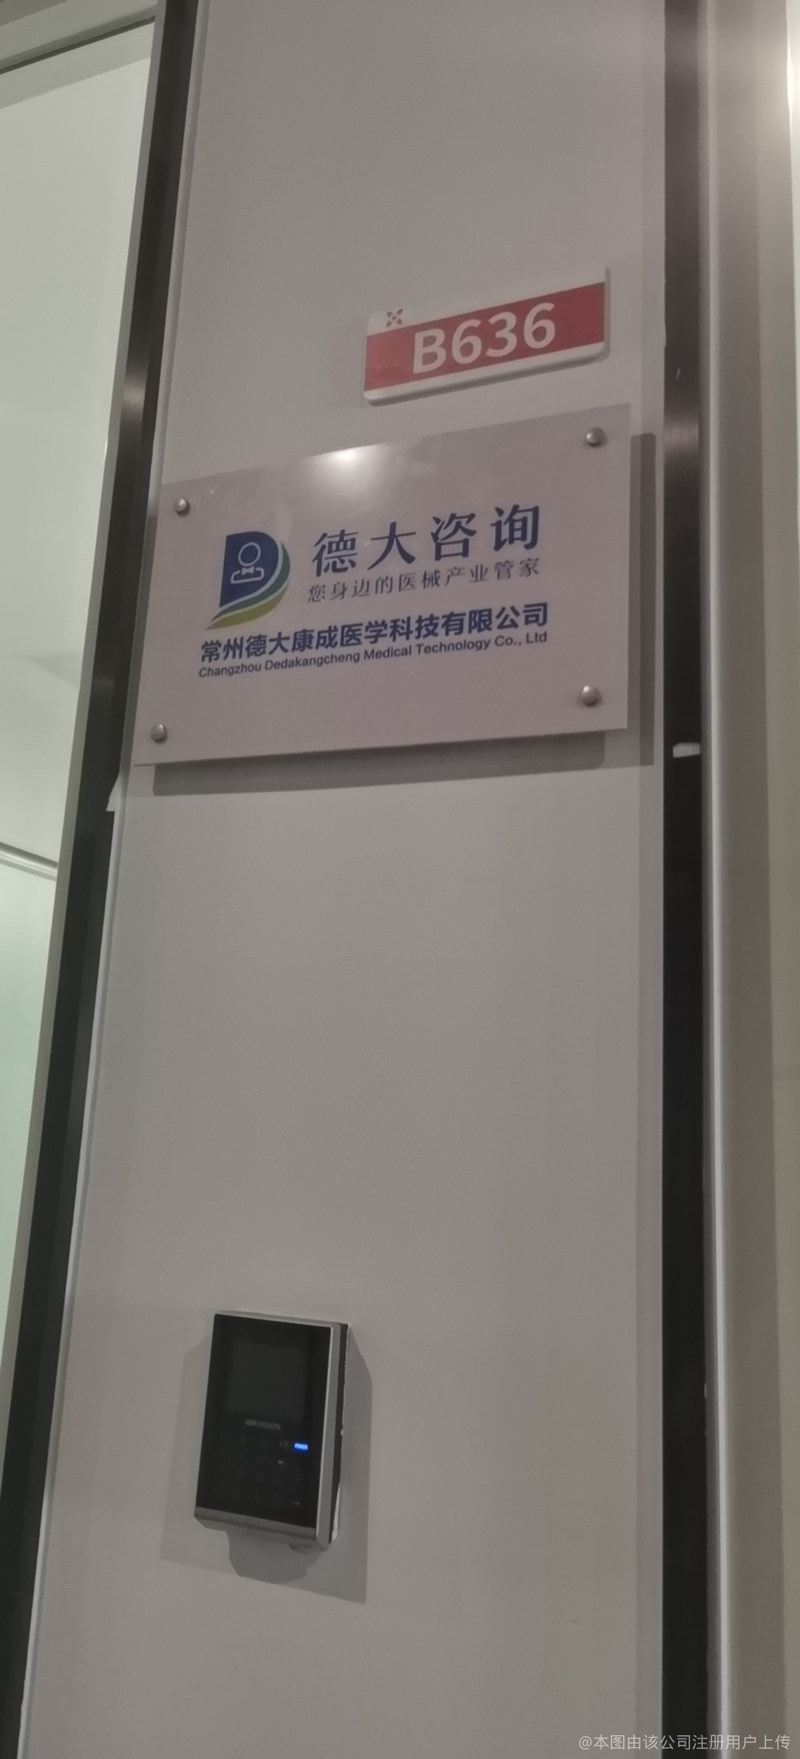 B636
德大咨询
您身边的医械产业管家
常州德大康成医学科技有限公司
Changzhou Dedakangcheng Medical Technology Co., Ltd
HIKVISION
@本图由该公司注册用户上传